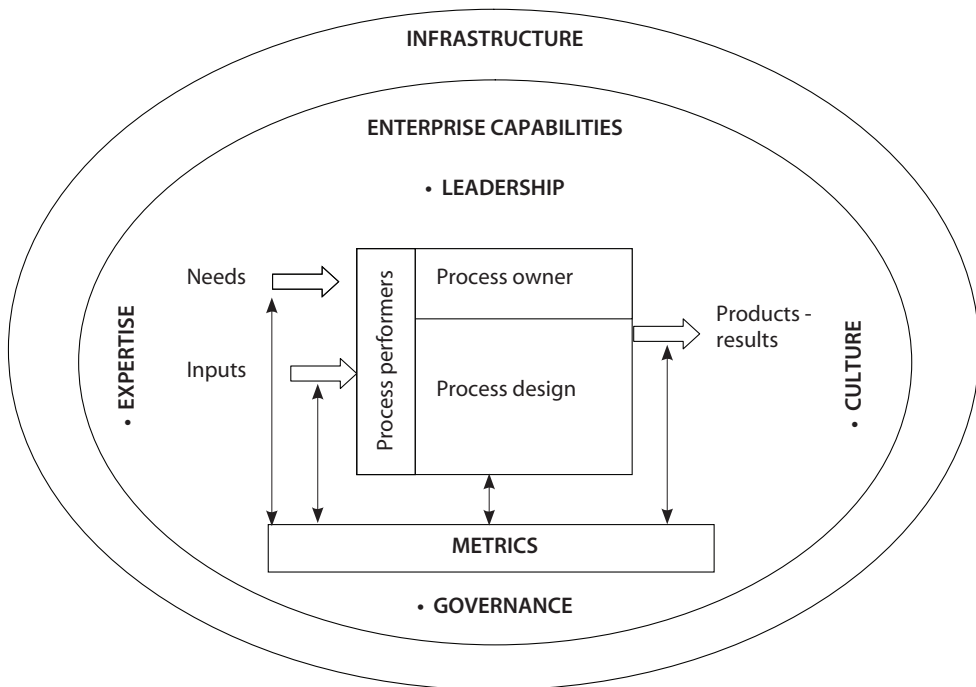 INFRASTRUCTURE
ENTERPRISE CAPABILITIES
• LEADERSHIP
Needs
Inputs
• EXPERTISE
Process performers
Process owner
Process design
Products -
results
• CULTURE
METRICS
• GOVERNANCE